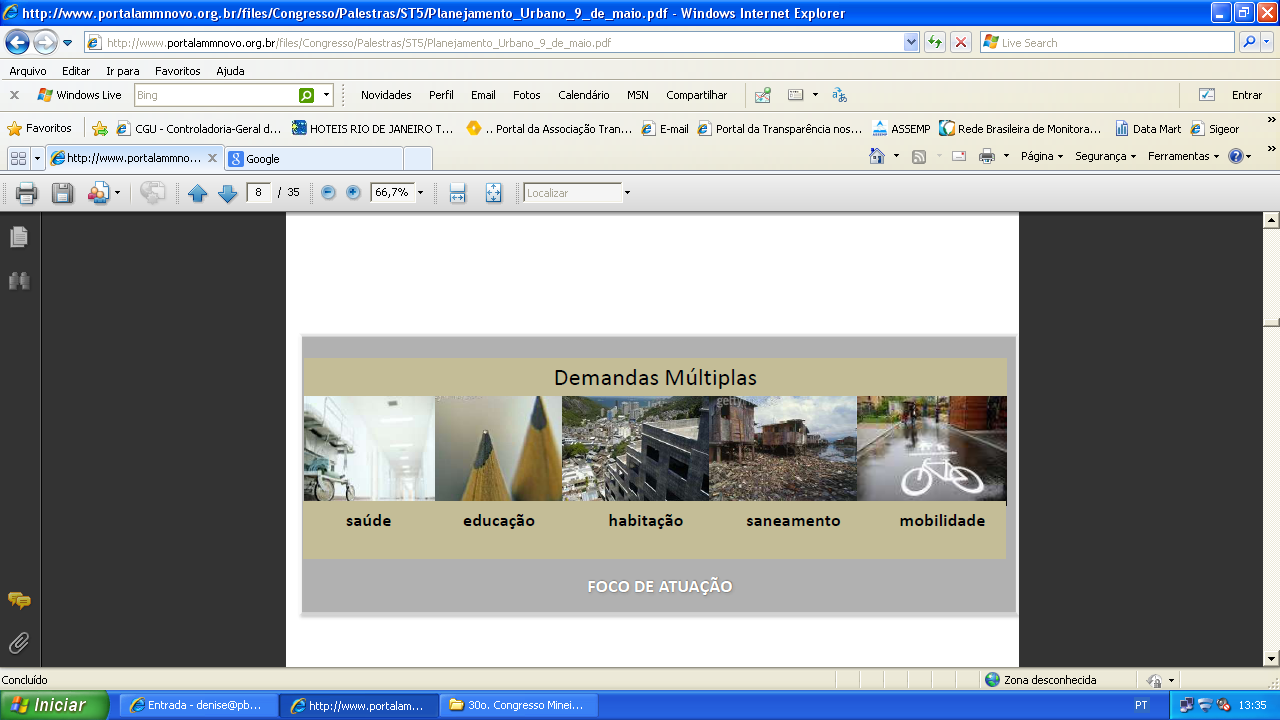 http://www.portalammnovo.org.br/files/Congresso/Palestras/ST5/Planejamento_Urbano_9_de_maio.pdf - Windows Internet Explorer
http://www.portalammnovo.org.br/files/Congresso/Palestras/ST5/Planejamento_Urbano_9_de_maio.pdf
Live Search
Arquivo Editar Ir para Favoritos Ajuda
Windows Live Bing Novidades Perfil Email Fotos Calendário MSN Compartilhar Entrar
Favoritos CGU - Controladoria-Geral d... HOTEIS RIO DE JANEIRO T... .. Portal da Associação Tran... E-mail Portal da Transparência nos... ASSEMP Rede Brasileira de Monitora... Data Mart Sigeor
http://www.portalammno... Google Página Segurança Ferramentas
8 / 35 66,7% Localizar
Demandas Múltiplas
saúde educação habitação saneamento mobilidade
FOCO DE ATUAÇÃO
Concluído Zona desconhecida
Iniciar Entrada - denise@pb... http://www.portalam... 30o. Congresso Minei... PT 13:35